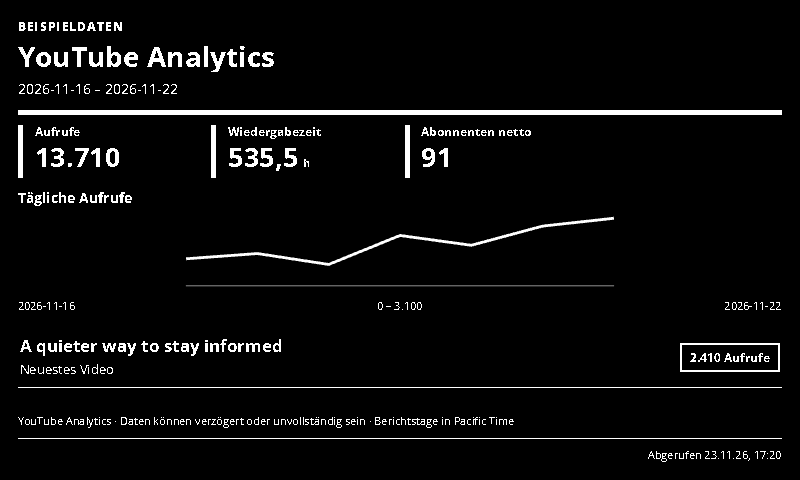 BEISPIELDATEN
YouTube Analytics
2026-11-16 – 2026-11-22
Aufrufe
13.710
Wiedergabezeit
535,5 h
Abonnenten netto
91
Tägliche Aufrufe
2026-11-16
0 – 3.100
2026-11-22
A quieter way to stay informed
Neuestes Video
2.410 Aufrufe
YouTube Analytics · Daten können verzögert oder unvollständig sein · Berichtstage in Pacific Time
Abgerufen 23.11.26, 17:20